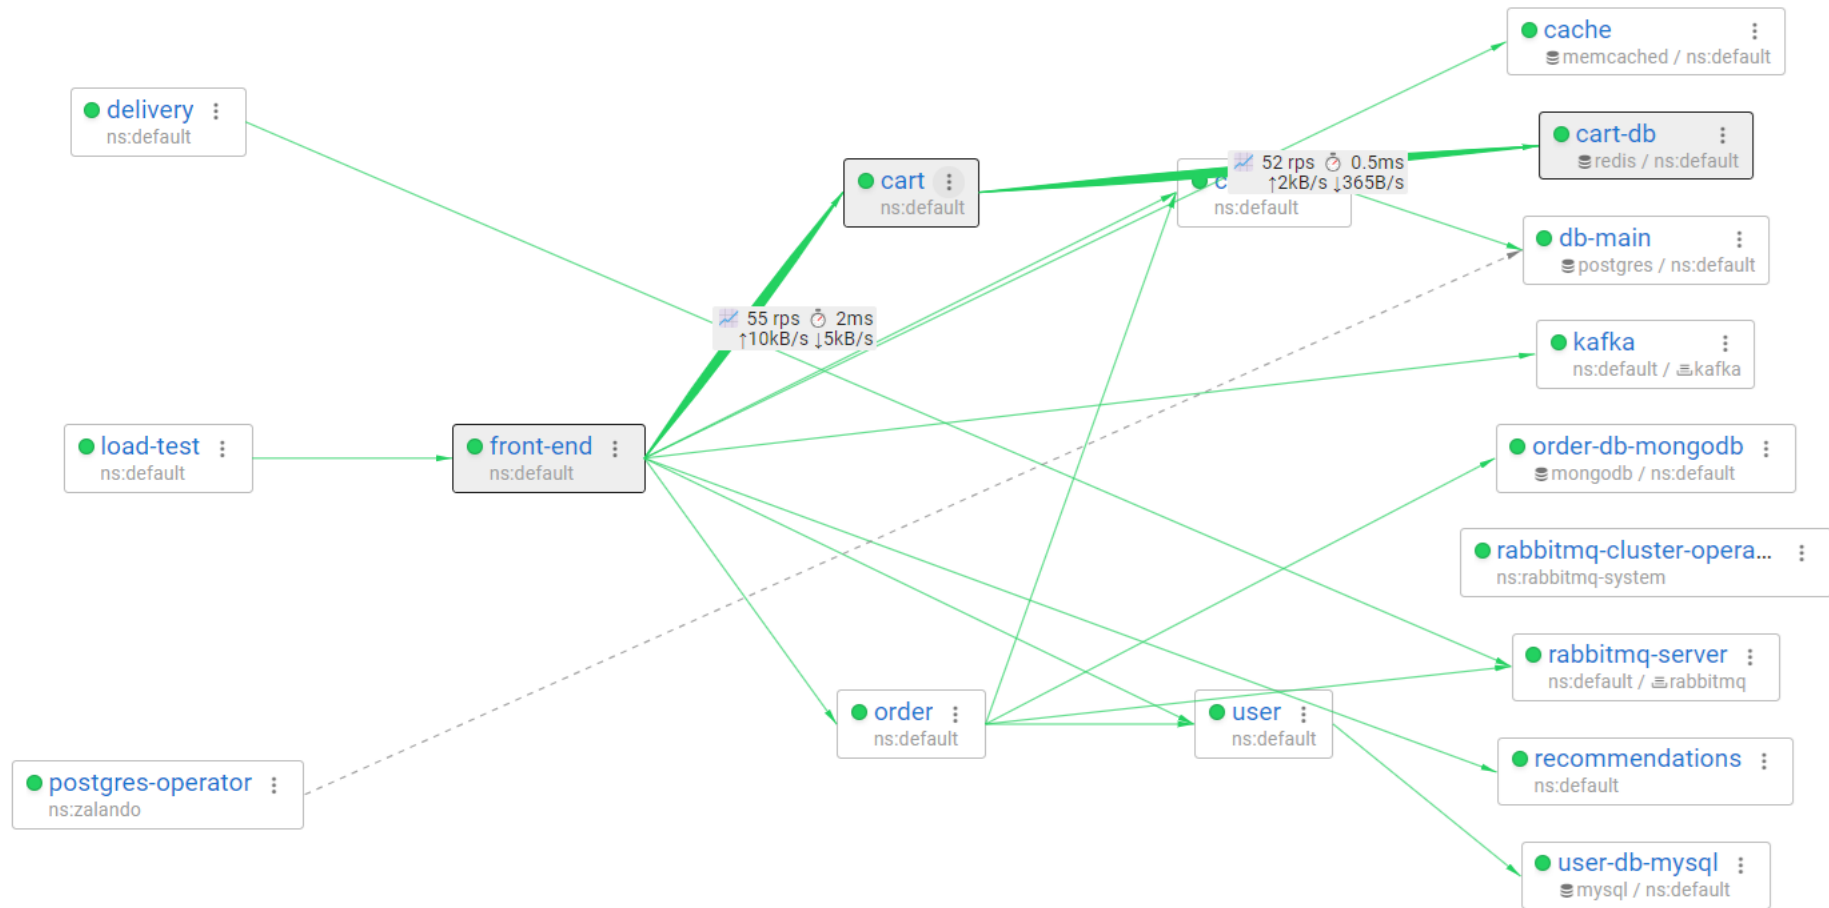 cache
memcached / ns:default
delivery
ns:default
cart-db
redis / ns:default
cart
ns:default
52 rps 0.5ms
↑2kB/s ↓365B/s
c
ns:default
db-main
postgres / ns:default
55 rps 2ms
↑10kB/s ↓5kB/s
kafka
ns:default / kafka
load-test
ns:default
front-end
ns:default
order-db-mongodb
mongodb / ns:default
rabbitmq-cluster-opera...
ns:rabbitmq-system
rabbitmq-server
ns:default / rabbitmq
order
ns:default
user
ns:default
recommendations
ns:default
postgres-operator
ns:zalando
user-db-mysql
mysql / ns:default